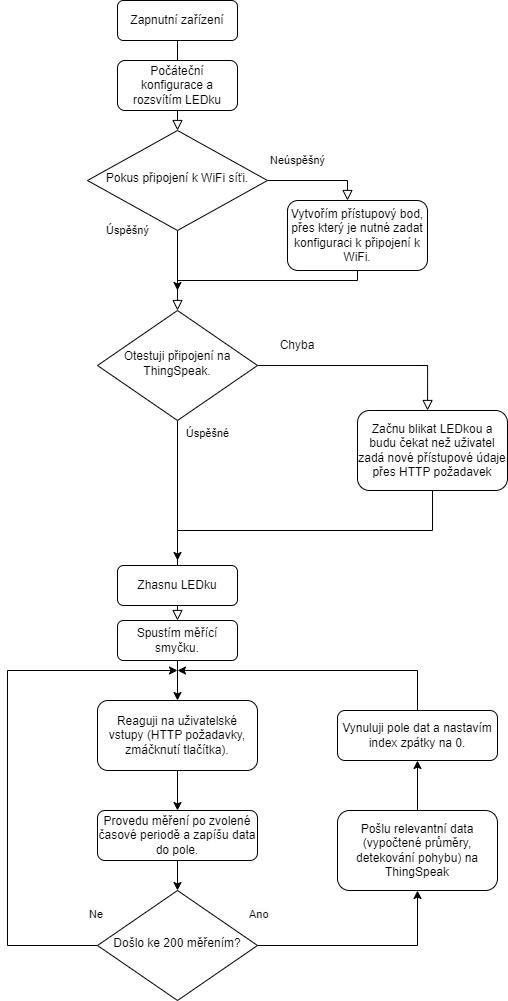 Zapnutní zařízení
Počáteční
konfigurace a
rozsvítím LEDku
Pokus připojení k WiFi síťi.
Neúspěšný
Úspěšný
Vytvořím přístupový bod,
přes který je nutné zadat
konfiguraci k připojení k
WiFi.
Otestuji připojení na
ThingSpeak.
Chyba
Úspěšné
Začnu blikat LEDkou a
budu čekat než uživatel
zadá nové přístupové údaje
přes HTTP požadavek
Zhasnu LEDku
Spustím měřící
smyčku.
Reaguji na uživatelské
vstupy (HTTP požadavky,
zmáčknutí tlačítka).
Vynuluji pole dat a nastavím
index zpátky na 0.
Provedu měření po zvolené
časové periodě a zapíšu data
do pole.
Pošlu relevantní data
(vypočtené průměry,
detekování pohybu) na
ThingSpeak
Ne
Ano
Došlo ke 200 měřením?